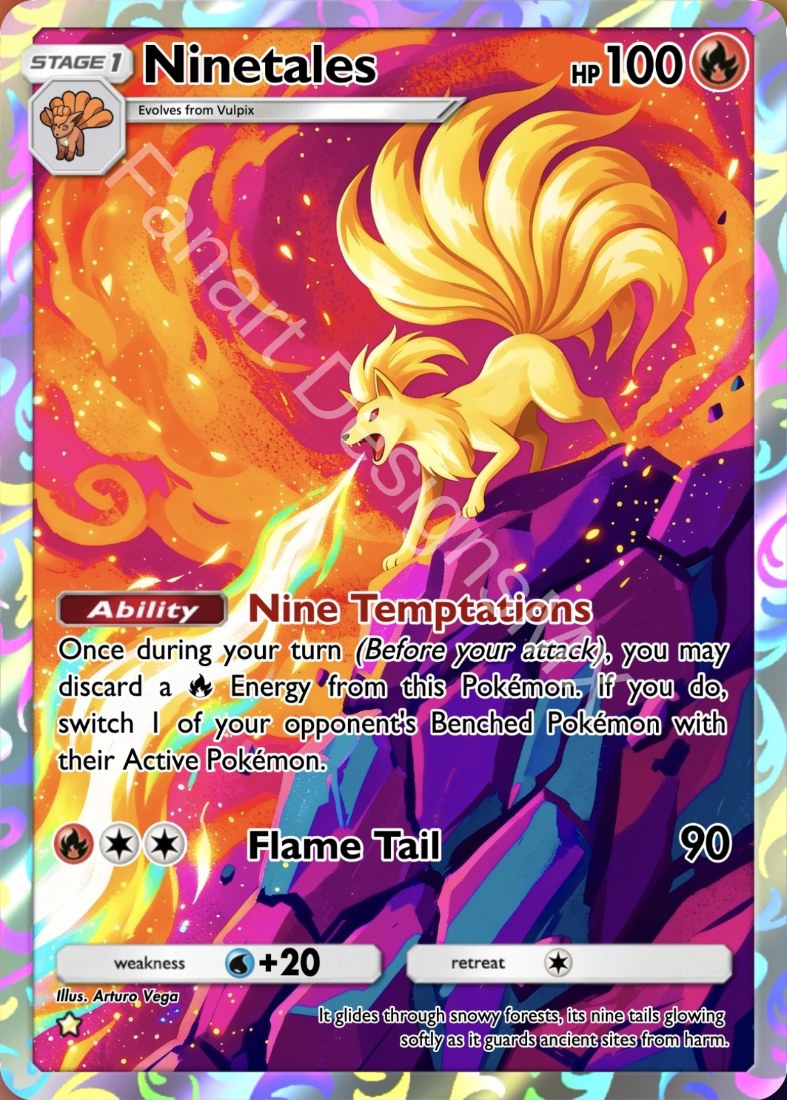 STAGE 1
Ninetales
HP 100
Evolves from Vulpix
Fanart DesignsMX
Ability Nine Temptations
Once during your turn (Before your attack), you may
discard a Energy from this Pokémon. If you do,
switch 1 of your opponent's Benched Pokémon with
their Active Pokémon.
Flame Tail 90
weakness +20
retreat
Illus. Arturo Vega
It glides through snowy forests, its nine tails glowing
softly as it guards ancient sites from harm.